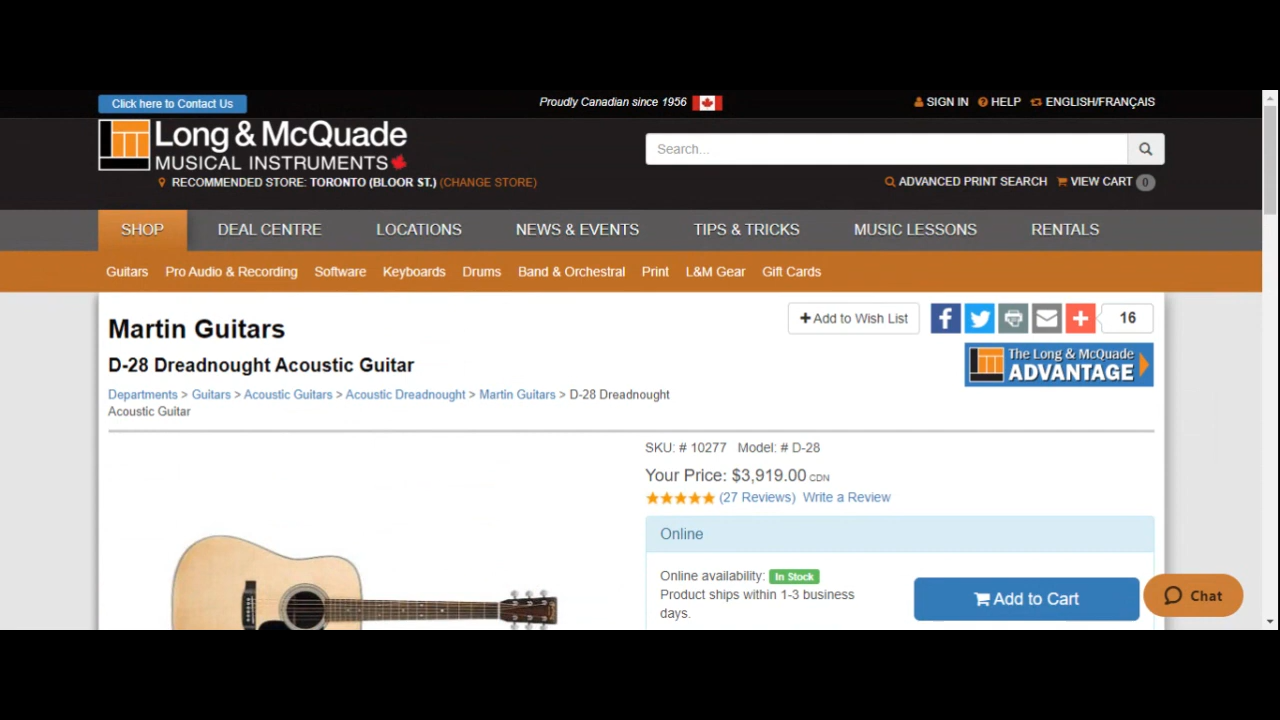 Click here to Contact Us
Proudly Canadian since 1956
SIGN IN HELP ENGLISH/FRANÇAIS
Long & McQuade
MUSICAL INSTRUMENTS
RECOMMENDED STORE: TORONTO (BLOOR ST.) (CHANGE STORE)
Search...
ADVANCED PRINT SEARCH VIEW CART 0
SHOP DEAL CENTRE LOCATIONS NEWS & EVENTS TIPS & TRICKS MUSIC LESSONS RENTALS
Guitars Pro Audio & Recording Software Keyboards Drums Band & Orchestral Print L&M Gear Gift Cards
Martin Guitars
+ Add to Wish List
f
+
16
D-28 Dreadnought Acoustic Guitar
The Long & McQuade
ADVANTAGE
Departments > Guitars > Acoustic Guitars > Acoustic Dreadnought > Martin Guitars > D-28 Dreadnought
Acoustic Guitar
SKU: # 10277 Model: # D-28
Your Price: $3,919.00 CDN
(27 Reviews) Write a Review
Online
Online availability: In Stock
Product ships within 1-3 business
days.
Add to Cart
Chat